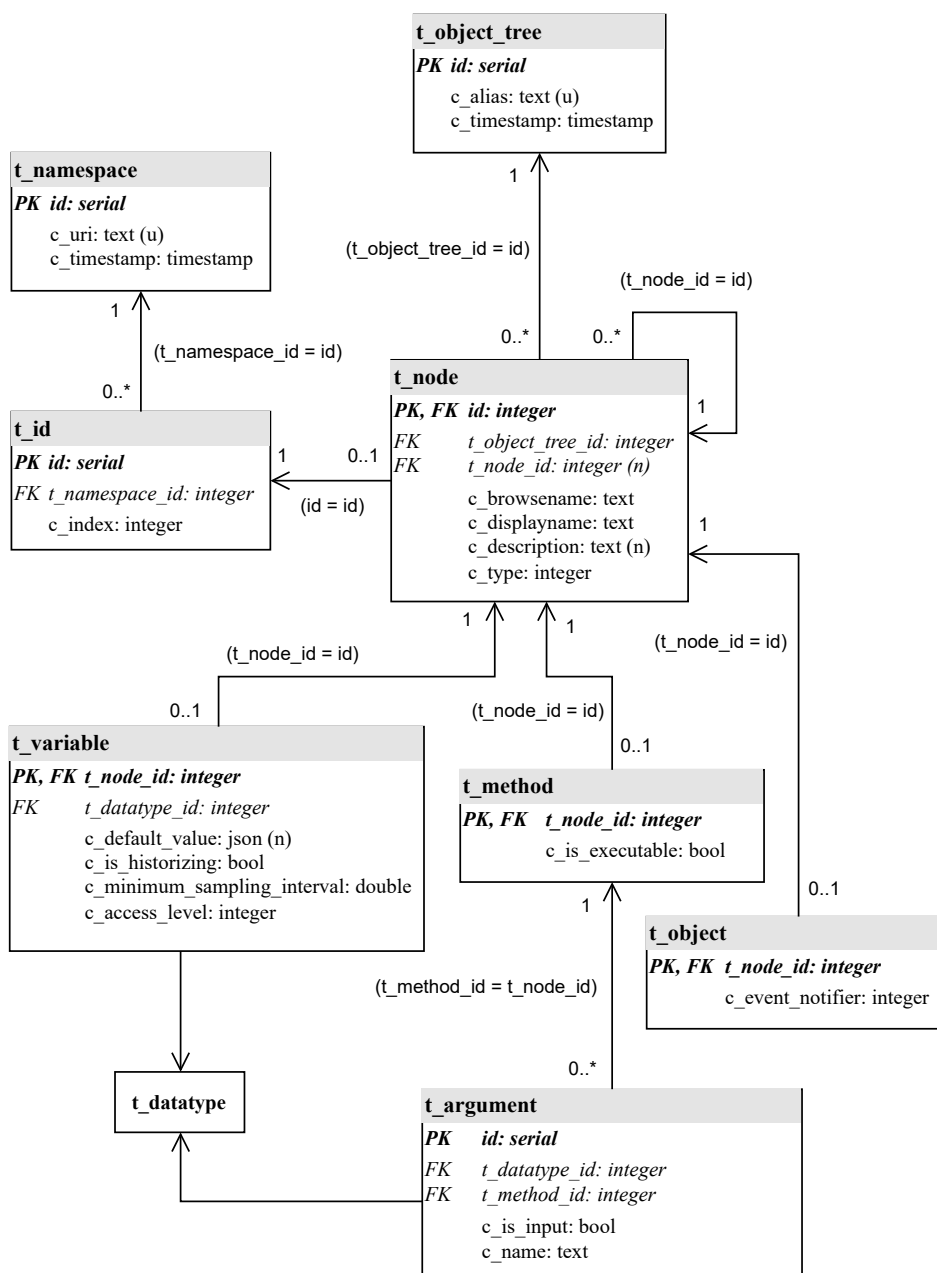 t_object_tree
PK id: serial
c_alias: text (u)
c_timestamp: timestamp
1
(t_object_tree_id = id)
0..*
t_namespace
PK id: serial
c_uri: text (u)
c_timestamp: timestamp
1
(t_namespace_id = id)
0..*
t_id
PK id: serial
FK t_namespace_id: integer
c_index: integer
1
0..1
(id = id)
(t_node_id = id)
0..*
1
t_node
PK, FK id: integer
FK t_object_tree_id: integer
FK t_node_id: integer (n)
c_browsename: text
c_displayname: text
c_description: text (n)
c_type: integer
1
1
1
(t_node_id = id)
0..1
(t_node_id = id)
0..1
(t_node_id = id)
0..1
t_variable
PK, FK t_node_id: integer
FK t_datatype_id: integer
c_default_value: json (n)
c_is_historizing: bool
c_minimum_sampling_interval: double
c_access_level: integer
t_method
PK, FK t_node_id: integer
c_is_executable: bool
1
(t_method_id = t_node_id)
0..*
t_object
PK, FK t_node_id: integer
c_event_notifier: integer
t_datatype
t_argument
PK id: serial
FK t_datatype_id: integer
FK t_method_id: integer
c_is_input: bool
c_name: text